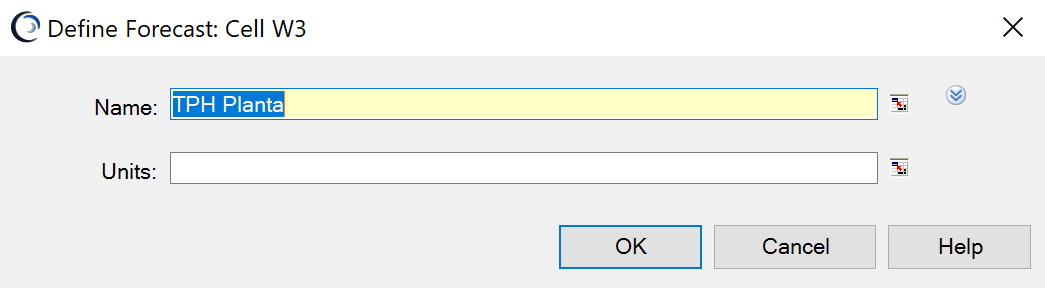 Define Forecast: Cell W3
Name: TPH Planta
Units:
OK Cancel Help